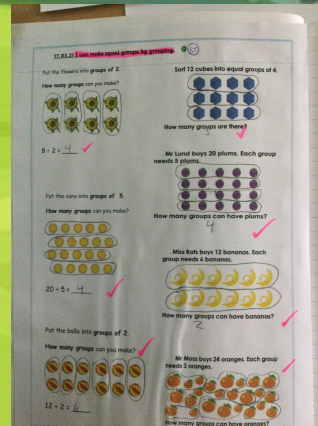 17.03.21 I can make equal groups by grouping.
Put the flowers into groups of 2.
How many groups can you make?
8 ÷ 2 = 4
Put the suns into groups of 5.
How many groups can you make?
20 ÷ 5 = 4
Put the balls into groups of 2.
How many groups can you make?
12 ÷ 2 = 6
Sort 12 cubes into equal groups of 4.
How many groups are there?
3
Mr Lund buys 20 plums. Each group
needs 5 plums.
How many groups can have plums?
4
Miss Bats buys 12 bananas. Each
group needs 6 bananas.
How many groups can have bananas?
2
Mr Moss buys 24 oranges. Each group
needs 3 oranges.
How many groups can have oranges?